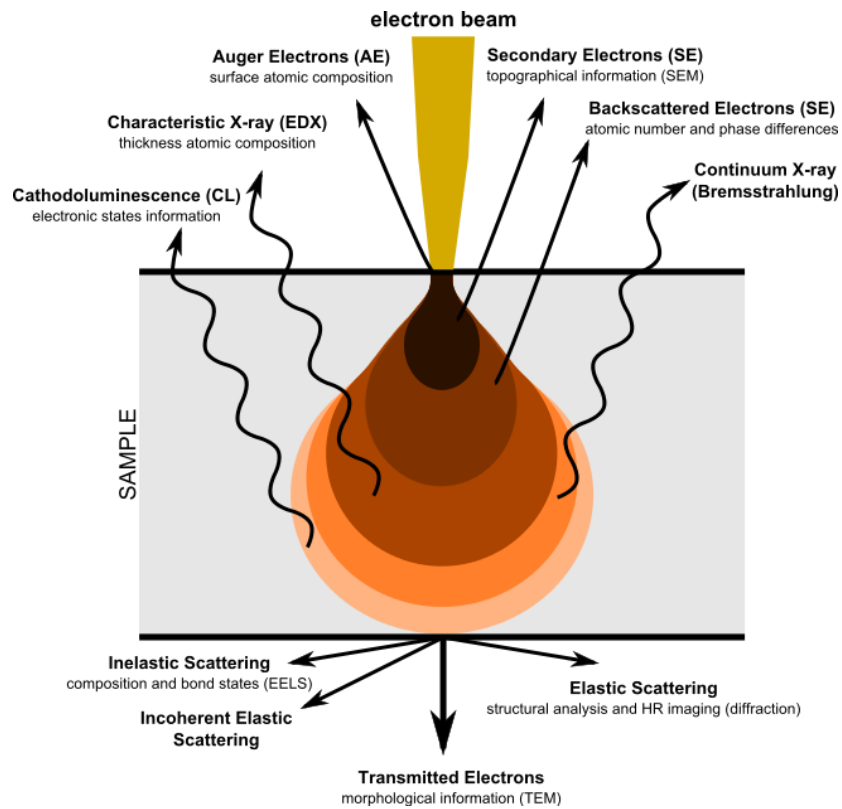 electron beam
Auger Electrons (AE)
surface atomic composition
Secondary Electrons (SE)
topographical information (SEM)
Characteristic X-ray (EDX)
thickness atomic composition
Backscattered Electrons (SE)
atomic number and phase differences
Cathodoluminescence (CL)
electronic states information
Continuum X-ray
(Bremsstrahlung)
SAMPLE
Inelastic Scattering
composition and bond states (EELS)
Incoherent Elastic
Scattering
Elastic Scattering
structural analysis and HR imaging (diffraction)
Transmitted Electrons
morphological information (TEM)